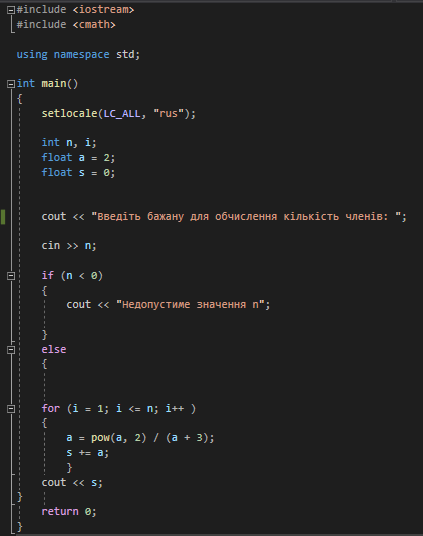 #include <iostream>
#include <cmath>
using namespace std;
int main()
{
setlocale(LC_ALL, "rus");
int n, i;
float a = 2;
float s = 0;
cout << "Введіть бажану для обчислення кількість членів: ";
cin >> n;
if (n < 0)
{
cout << "Недопустиме значення n";
}
else
{
for (i = 1; i <= n; i++ )
{
a = pow(a, 2) / (a + 3);
s += a;
}
cout << s;
}
return 0;
}